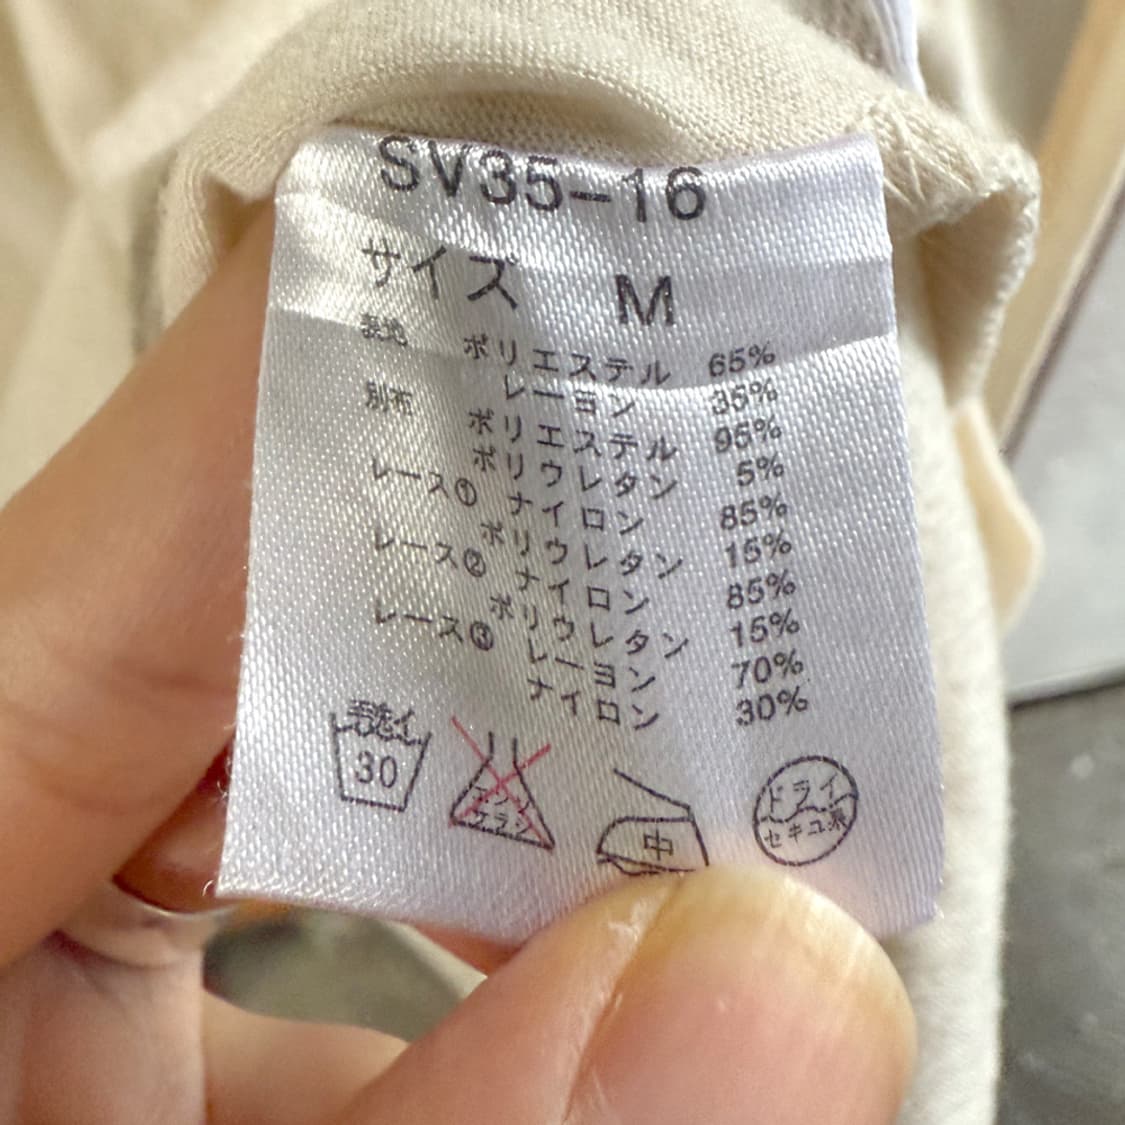 SV35-16
サイズ M
表地 ポリエステル 65%
レーヨン 35%
別布 ポリエステル 95%
ポリウレタン 5%
レース① ナイロン 85%
ポリウレタン 15%
レース② ナイロン 85%
ポリウレタン 15%
レース③ レーヨン 70%
ナイロン 30%
手洗イ
30
エンソ
サラシ
中
ドライ
セキユ系